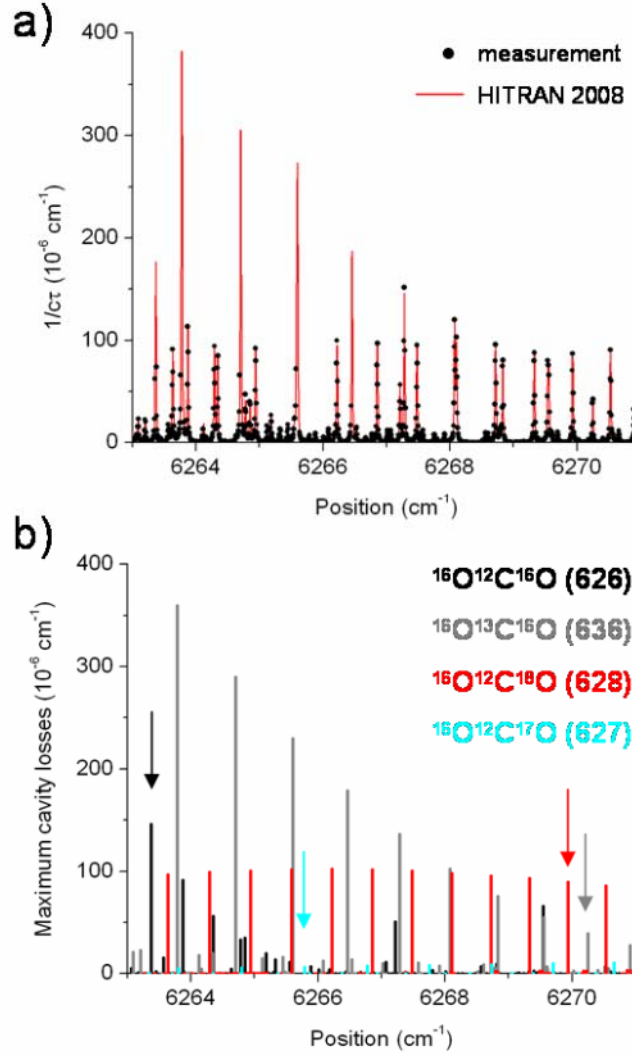 a)
400
300
200
100
0
1/cτ (10⁻⁶ cm⁻¹)
measurement
HITRAN 2008
6264 6266 6268 6270
Position (cm⁻¹)
b)
400
300
200
100
0
Maximum cavity losses (10⁻⁶ cm⁻¹)
¹⁶O¹²C¹⁶O (626)
¹⁶O¹³C¹⁶O (636)
¹⁶O¹²C¹⁸O (628)
¹⁶O¹²C¹⁷O (627)
6264 6266 6268 6270
Position (cm⁻¹)